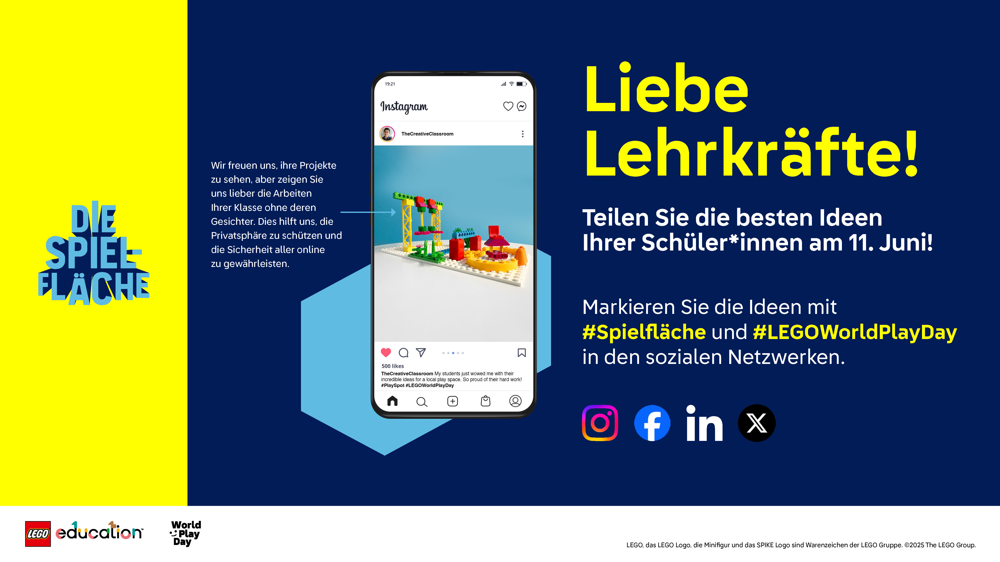 DIE
SPIEL-
FLÄCHE
Wir freuen uns, ihre Projekte
zu sehen, aber zeigen Sie
uns lieber die Arbeiten
Ihrer Klasse ohne deren
Gesichter. Dies hilft uns, die
Privatsphäre zu schützen und
die Sicherheit aller online
zu gewährleisten.
19:21
Instagram
TheCreativeClassroom
500 likes
TheCreativeClassroom My students just wowed me with their
incredible ideas for a local play space. So proud of their hard work!
#PlaySpot #LEGOWorldPlayDay
Liebe
Lehrkräfte!
Teilen Sie die besten Ideen
Ihrer Schüler*innen am 11. Juni!
Markieren Sie die Ideen mit
#Spielfläche und #LEGOWorldPlayDay
in den sozialen Netzwerken.
LEGO education™
World
Play
Day
LEGO, das LEGO Logo, die Minifigur und das SPIKE Logo sind Warenzeichen der LEGO Gruppe. ©2025 The LEGO Group.